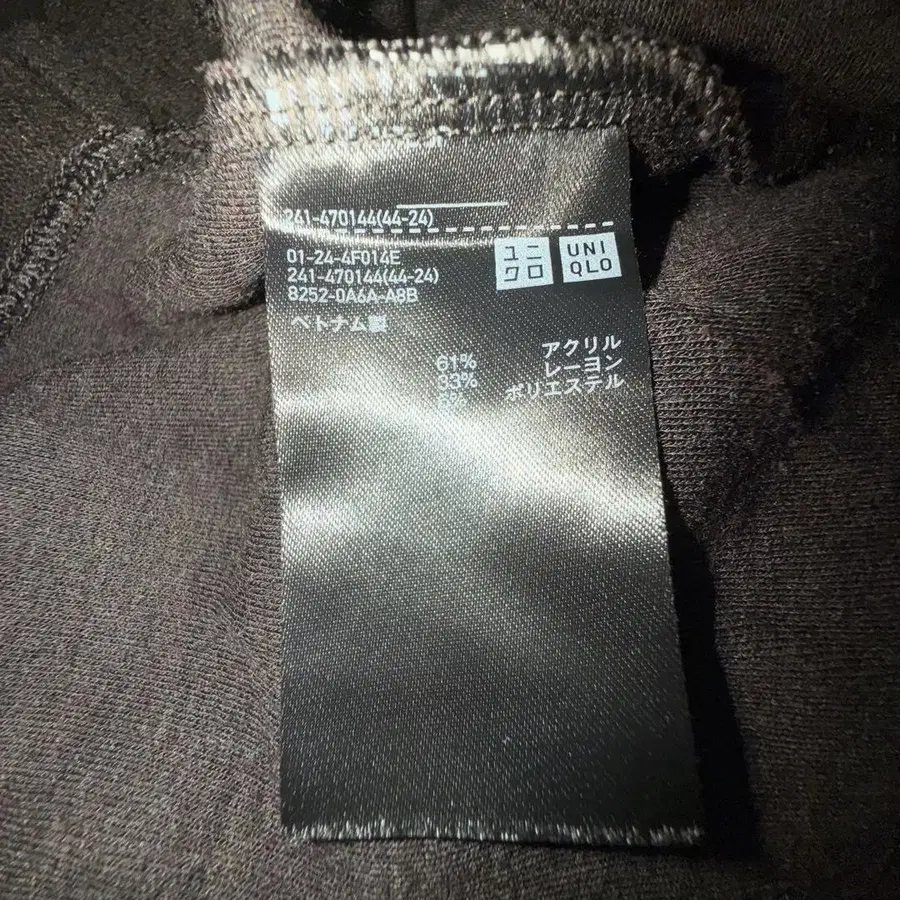 241-470144(44-24)
01-24-4F014E
241-470144(44-24)
8252-0A6A-A8B
ユニ
クロ
UNI
QLO
ベトナム製
61% アクリル
33% レーヨン
ポリエステル